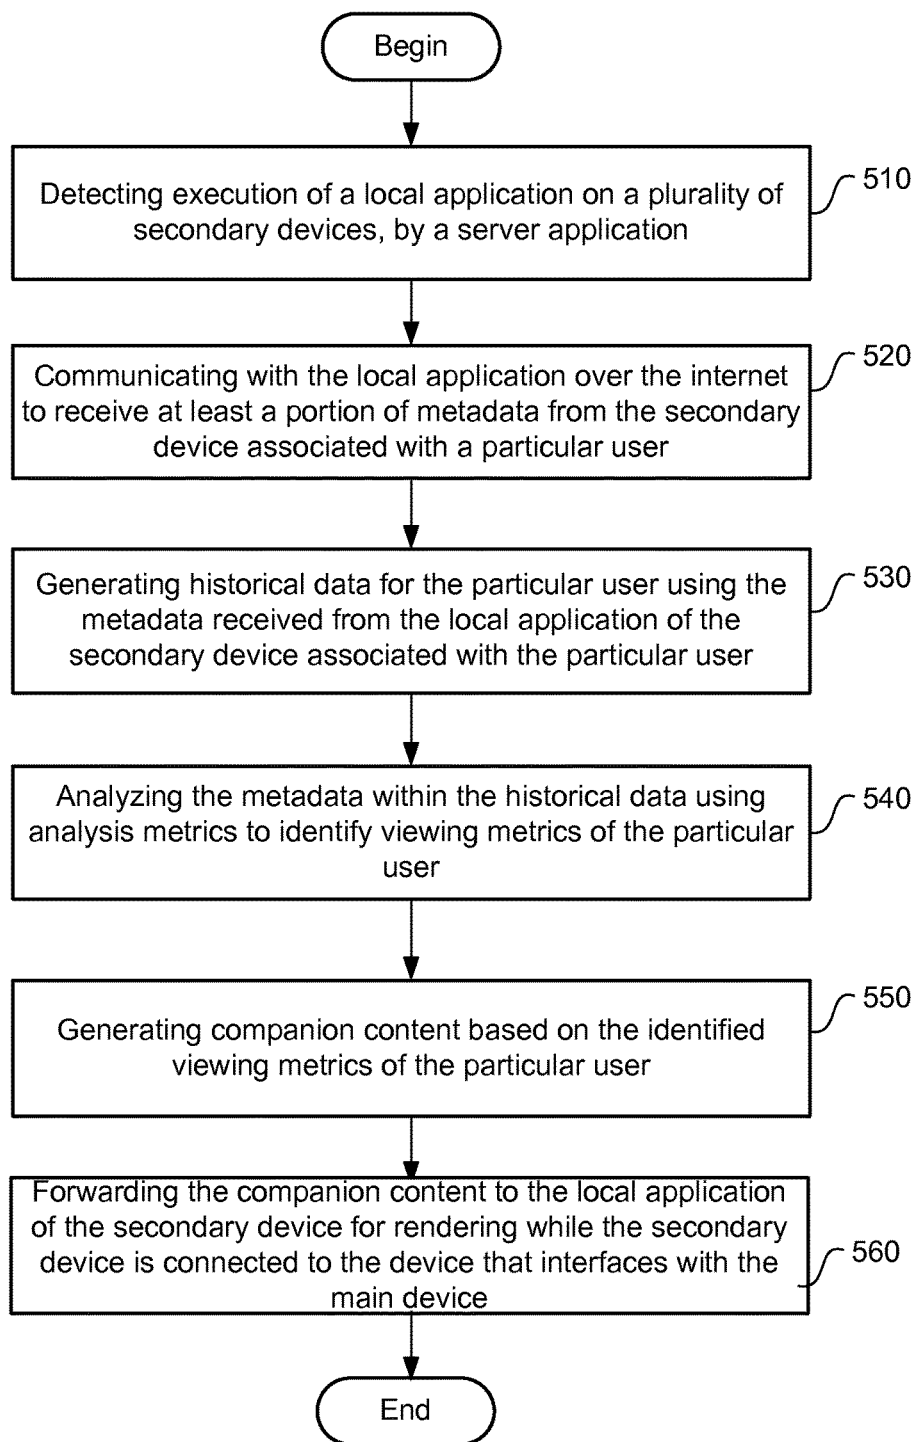 Begin
Detecting execution of a local application on a plurality of
secondary devices, by a server application
510
Communicating with the local application over the internet
to receive at least a portion of metadata from the secondary
device associated with a particular user
520
Generating historical data for the particular user using the
metadata received from the local application of the
secondary device associated with the particular user
530
Analyzing the metadata within the historical data using
analysis metrics to identify viewing metrics of the particular
user
540
Generating companion content based on the identified
viewing metrics of the particular user
550
Forwarding the companion content to the local application
of the secondary device for rendering while the secondary
device is connected to the device that interfaces with the
main device
560
End